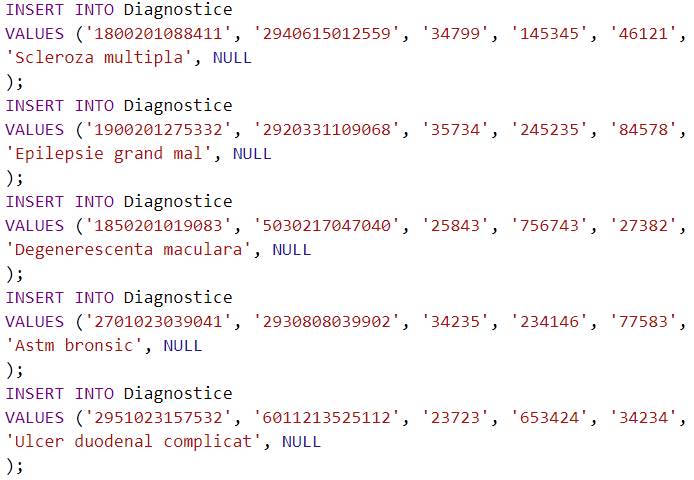 INSERT INTO Diagnostice
VALUES ('1800201088411', '2940615012559', '34799', '145345', '46121',
'Scleroza multipla', NULL
);
INSERT INTO Diagnostice
VALUES ('1900201275332', '2920331109068', '35734', '245235', '84578',
'Epilepsie grand mal', NULL
);
INSERT INTO Diagnostice
VALUES ('1850201019083', '5030217047040', '25843', '756743', '27382',
'Degenerescenta maculara', NULL
);
INSERT INTO Diagnostice
VALUES ('2701023039041', '2930808039902', '34235', '234146', '77583',
'Astm bronsic', NULL
);
INSERT INTO Diagnostice
VALUES ('2951023157532', '6011213525112', '23723', '653424', '34234',
'Ulcer duodenal complicat', NULL
);